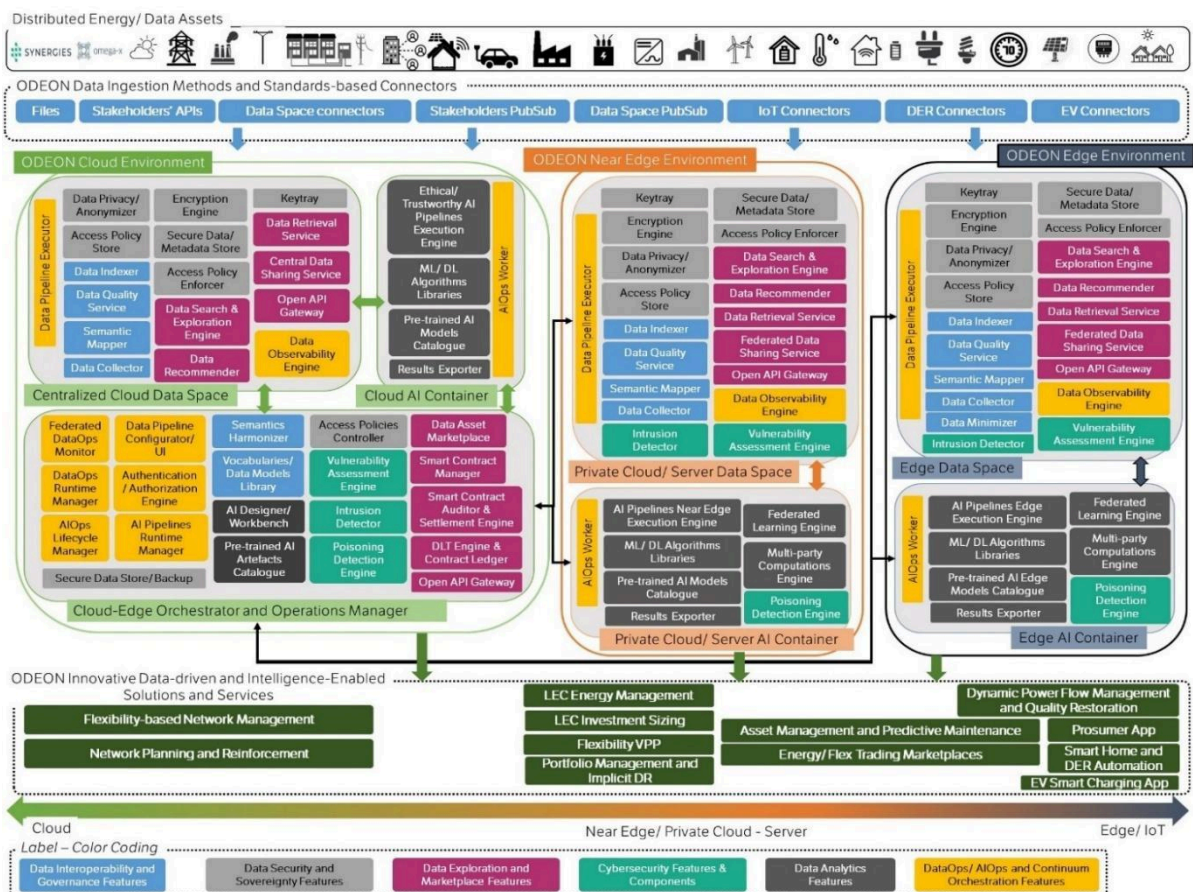 Distributed Energy/ Data Assets
SYNERGIES
omega-x
70
ODEON Data Ingestion Methods and Standards-based Connectors
Files
Stakeholders' APIs
Data Space connectors
Stakeholders PubSub
Data Space PubSub
IoT Connectors
DER Connectors
EV Connectors
ODEON Cloud Environment
Data Pipeline Executor
Data Privacy/
Anonymizer
Access Policy
Store
Data Indexer
Data Quality
Service
Semantic
Mapper
Data Collector
Encryption
Engine
Secure Data/
Metadata Store
Access Policy
Enforcer
Data Search &
Exploration
Engine
Data
Recommender
Keytray
Data Retrieval
Service
Central Data
Sharing Service
Open API
Gateway
Data
Observability
Engine
Centralized Cloud Data Space
Ethical/
Trustworthy AI
Pipelines
Execution
Engine
ML/ DL
Algorithms
Libraries
Pre-trained AI
Models
Catalogue
Results Exporter
AIOps Worker
Cloud AI Container
Federated
DataOps
Monitor
DataOps
Runtime
Manager
AIOps
Lifecycle
Manager
Data Pipeline
Configurator/
UI
Authentication
/ Authorization
Engine
AI Pipelines
Runtime
Manager
Secure Data Store/ Backup
Semantics
Harmonizer
Vocabularies/
Data Models
Library
AI Designer/
Workbench
Pre-trained AI
Artefacts
Catalogue
Access Policies
Controller
Vulnerability
Assessment
Engine
Intrusion
Detector
Poisoning
Detection
Engine
Data Asset
Marketplace
Smart Contract
Manager
Smart Contract
Auditor &
Settlement Engine
DLT Engine &
Contract Ledger
Open API Gateway
Cloud-Edge Orchestrator and Operations Manager
ODEON Near Edge Environment
Data Pipeline Executor
Keytray
Encryption
Engine
Data Privacy/
Anonymizer
Access Policy
Store
Data Indexer
Data Quality
Service
Semantic Mapper
Data Collector
Intrusion
Detector
Secure Data/
Metadata Store
Access Policy Enforcer
Data Search &
Exploration Engine
Data Recommender
Data Retrieval Service
Federated Data
Sharing Service
Open API Gateway
Data Observability
Engine
Vulnerability
Assessment Engine
Private Cloud/ Server Data Space
AIOps Worker
AI Pipelines Near Edge
Execution Engine
ML/ DL Algorithms
Libraries
Pre-trained AI Models
Catalogue
Results Exporter
Federated
Learning Engine
Multi-party
Computations
Engine
Poisoning
Detection Engine
Private Cloud/ Server AI Container
ODEON Edge Environment
Data Pipeline Executor
Keytray
Encryption
Engine
Data Privacy/
Anonymizer
Access Policy
Store
Data Indexer
Data Quality
Service
Semantic Mapper
Data Collector
Data Minimizer
Intrusion Detector
Secure Data/
Metadata Store
Access Policy Enforcer
Data Search &
Exploration Engine
Data Recommender
Data Retrieval Service
Federated Data
Sharing Service
Open API Gateway
Data Observability
Engine
Vulnerability
Assessment Engine
Edge Data Space
AIOps Worker
AI Pipelines Edge
Execution Engine
ML/ DL Algorithms
Libraries
Pre-trained AI Edge
Models Catalogue
Results Exporter
Federated
Learning Engine
Multi-party
Computations
Engine
Poisoning
Detection
Engine
Edge AI Container
ODEON Innovative Data-driven and Intelligence-Enabled
Solutions and Services
Flexibility-based Network Management
Network Planning and Reinforcement
LEC Energy Management
LEC Investment Sizing
Flexibility VPP
Portfolio Management and
Implicit DR
Asset Management and Predictive Maintenance
Energy/ Flex Trading Marketplaces
Dynamic Power Flow Management
and Quality Restoration
Prosumer App
Smart Home and
DER Automation
EV Smart Charging App
Cloud
Near Edge/ Private Cloud - Server
Edge/ IoT
Label – Color Coding
Data Interoperability and
Governance Features
Data Security and
Sovereignty Features
Data Exploration and
Marketplace Features
Cybersecurity Features &
Components
Data Analytics
Features
DataOps/ AIOps and Continuum
Orchestration Features